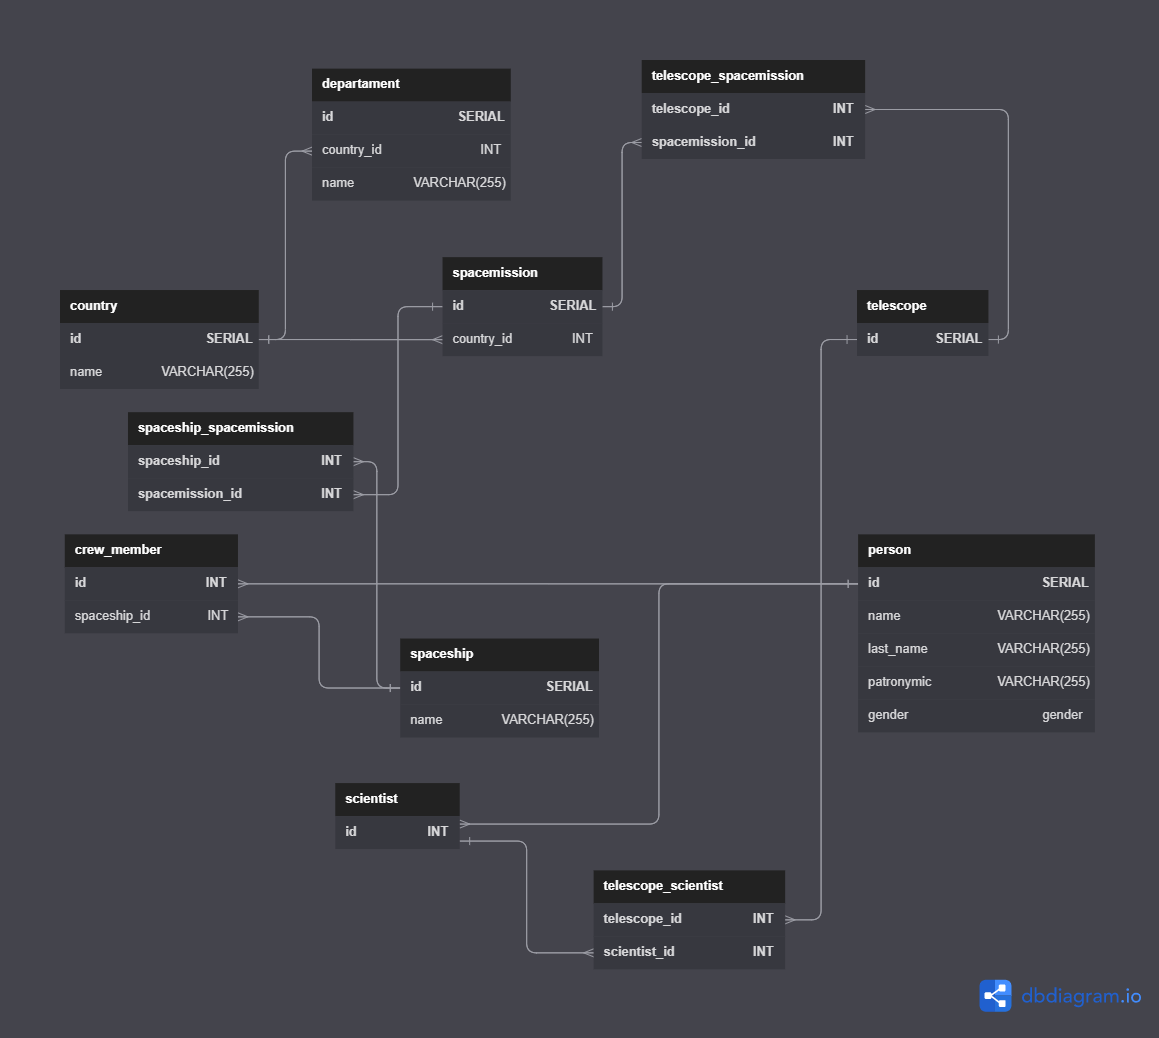 departament
id SERIAL
country_id INT
name VARCHAR(255)
telescope_spacemission
telescope_id INT
spacemission_id INT
spacemission
id SERIAL
country_id INT
country
id SERIAL
name VARCHAR(255)
telescope
id SERIAL
spaceship_spacemission
spaceship_id INT
spacemission_id INT
crew_member
id INT
spaceship_id INT
person
id SERIAL
name VARCHAR(255)
last_name VARCHAR(255)
patronymic VARCHAR(255)
gender gender
spaceship
id SERIAL
name VARCHAR(255)
scientist
id INT
telescope_scientist
telescope_id INT
scientist_id INT
dbdiagram.io